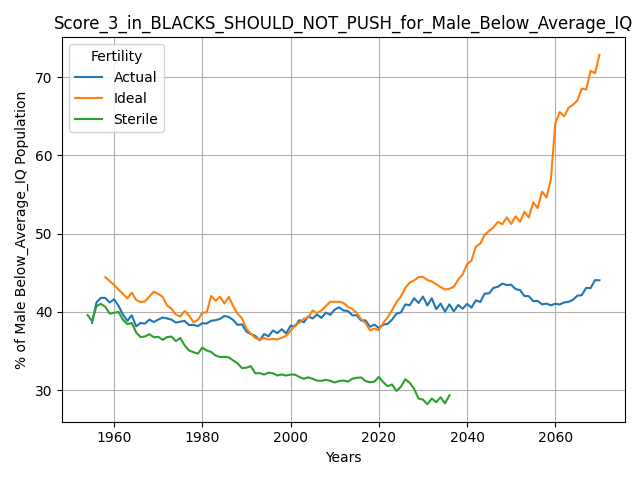 Score_3_in_BLACKS_SHOULD_NOT_PUSH_for_Male_Below_Average_IQ
Fertility
Actual
Ideal
Sterile
% of Male Below_Average_IQ Population
70
60
50
40
30
1960 1980 2000 2020 2040 2060
Years